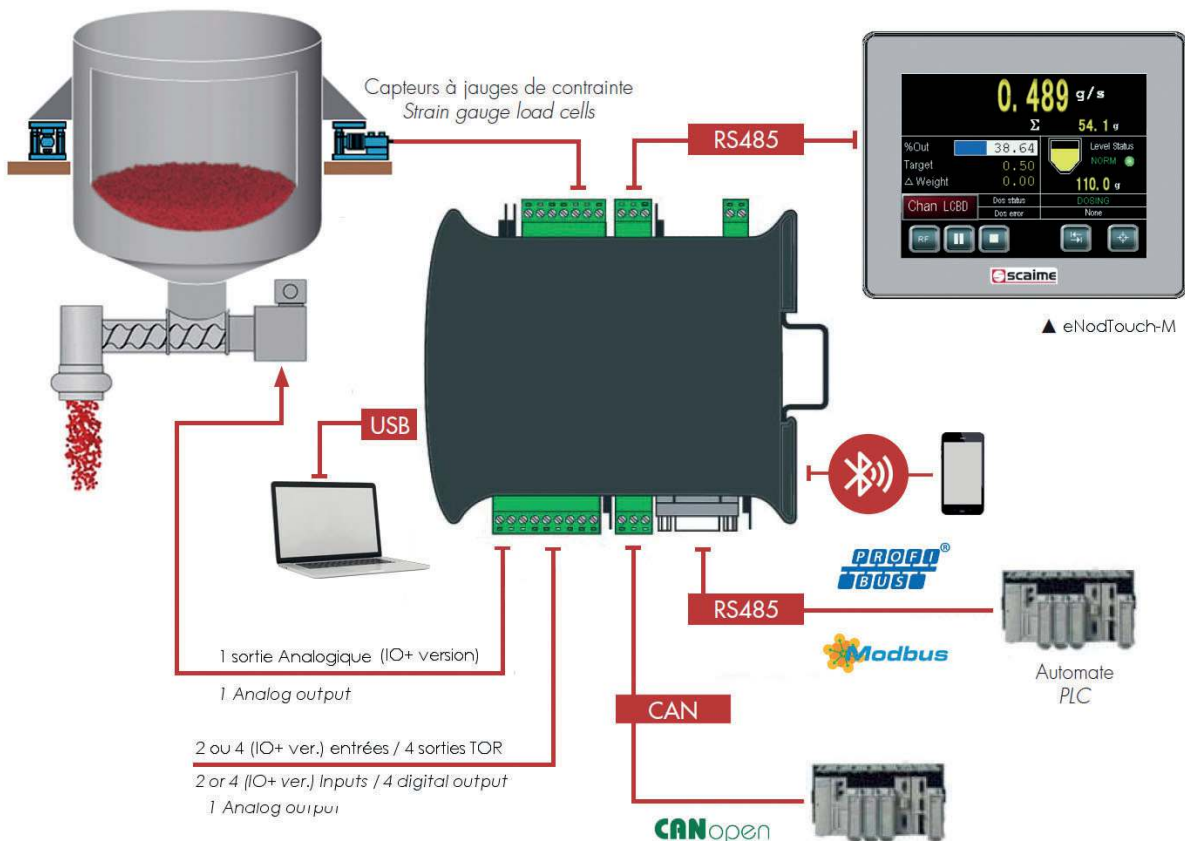 Capteurs à jauges de contrainte
Strain gauge load cells
RS485
0.489 g/s
Σ 54.1 g
%Out 38.64
Target 0.50
Δ Weight 0.00
Level Status
NORM
110.0 g
Chan LCBD
Dos status DOSING
Dos error None
RF
scaime
▲ eNodTouch-M
USB
PROFI
BUS®
RS485
Modbus
Automate
PLC
1 sortie Analogique (IO+ version)
1 Analog output
CAN
2 ou 4 (IO+ ver.) entrées / 4 sorties TOR
2 or 4 (IO+ ver.) Inputs / 4 digital output
1 Analog output
CANopen